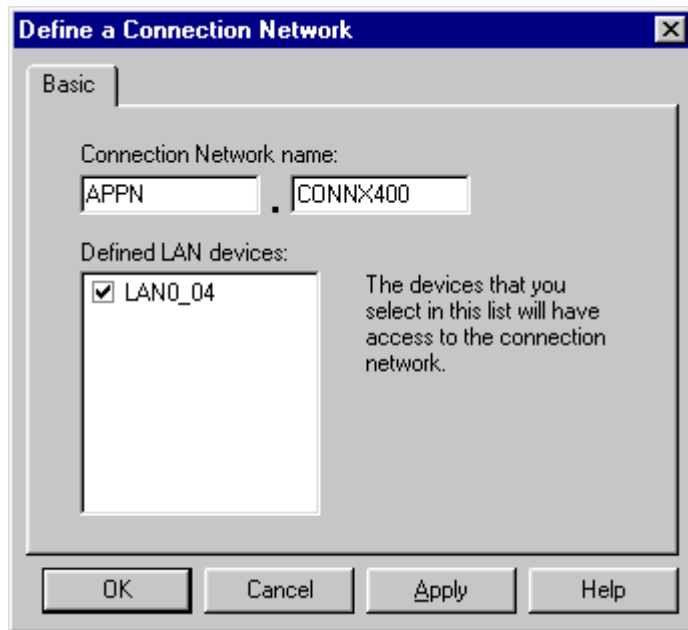 Define a Connection Network
Basic
Connection Network name:
APPN . CONNX400
Defined LAN devices:
LAN0_04
The devices that you
select in this list will have
access to the connection
network.
OK Cancel Apply Help